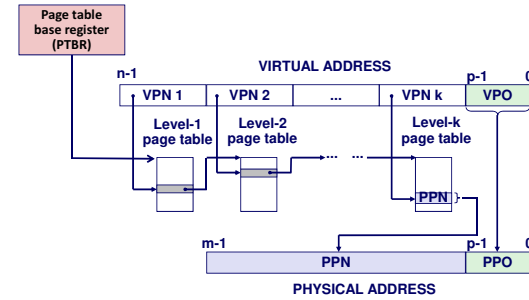 Page table
base register
(PTBR)
VIRTUAL ADDRESS
n-1
p-1
0
VPN 1
VPN 2
...
VPN k
VPO
Level-1
page table
Level-2
page table
... ...
Level-k
page table
PPN
m-1
p-1
0
PPN
PPO
PHYSICAL ADDRESS